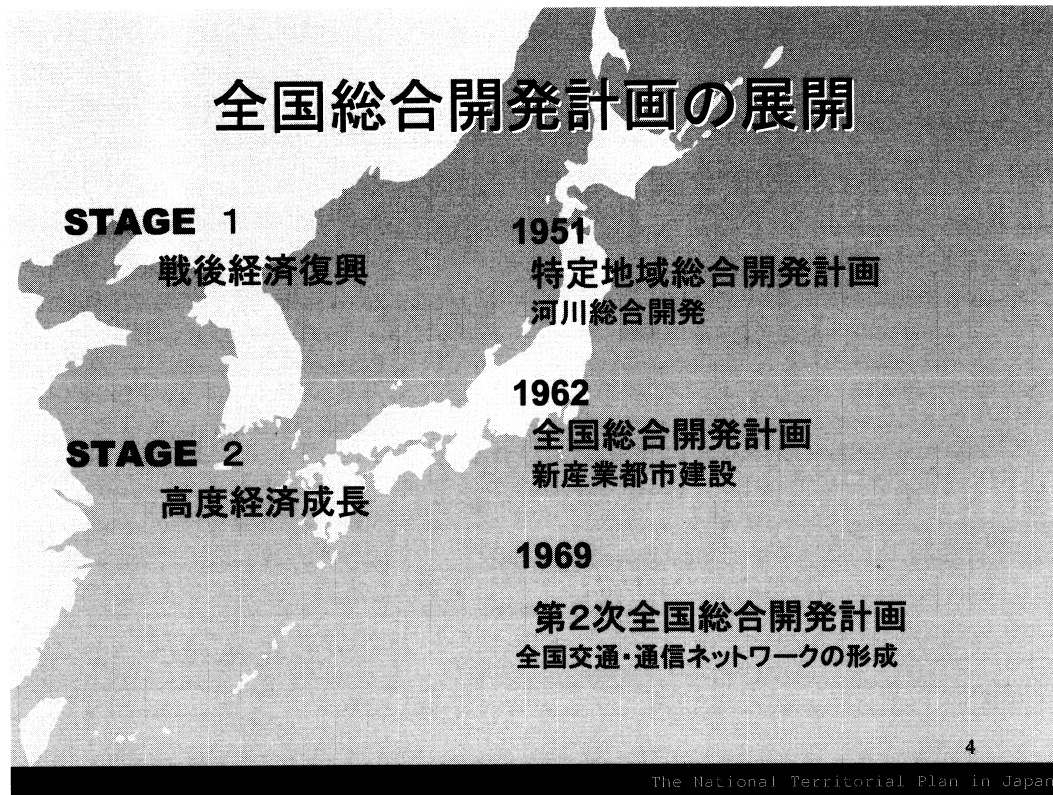 全国総合開発計画の展開
STAGE 1
戦後経済復興
1951
特定地域総合開発計画
河川総合開発
STAGE 2
高度経済成長
1962
全国総合開発計画
新産業都市建設
1969
第2次全国総合開発計画
全国交通・通信ネットワークの形成
4
The National Territorial Plan in Japan